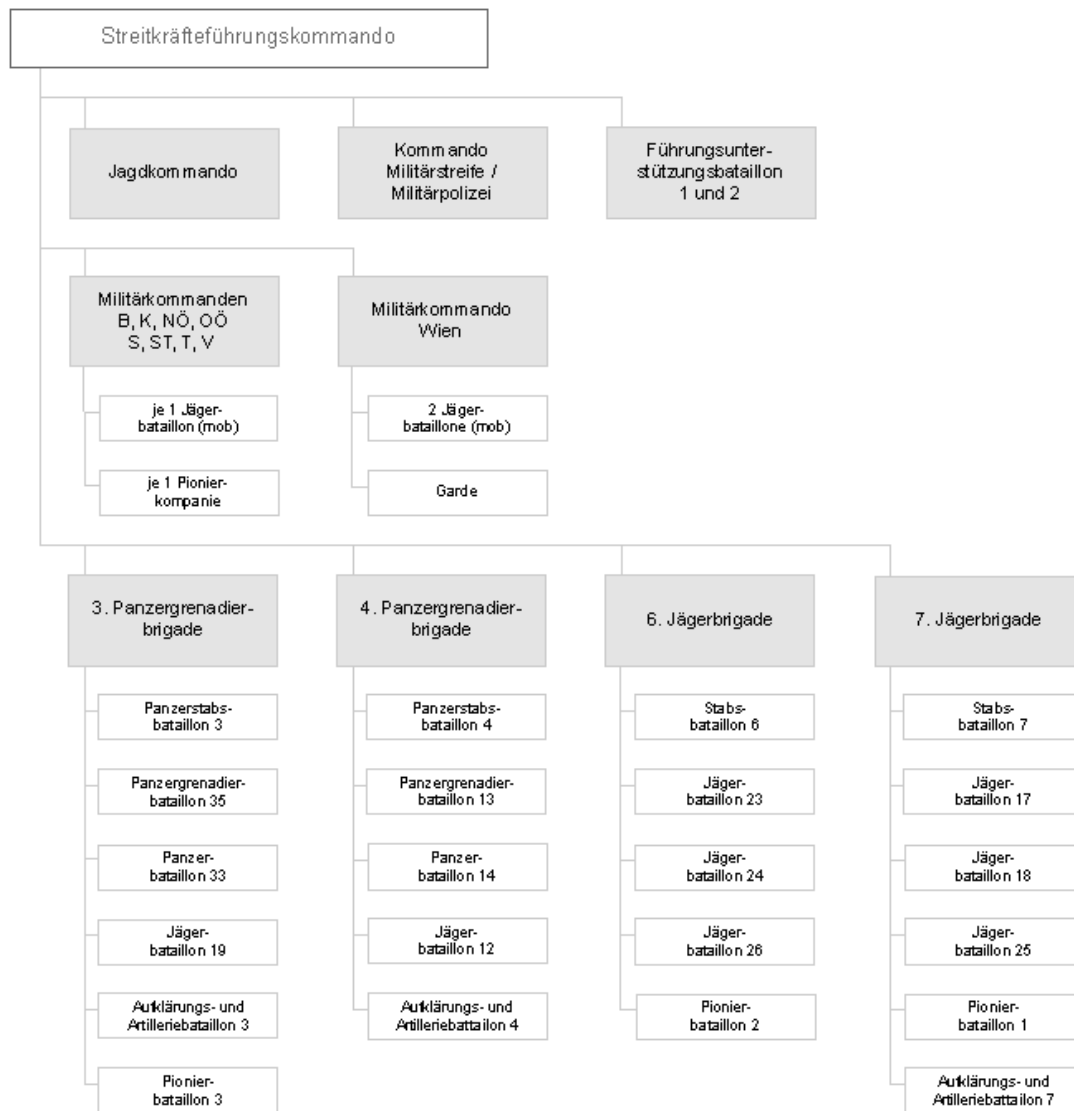 Streitkräfteführungskommando
Jagdkommando
Kommando
Militärstreife /
Militärpolizei
Führungsunter-
stützungsbataillon
1 und 2
Militärkommanden
B, K, NÖ, OÖ
S, ST, T, V
Militärkommando
Wien
je 1 Jäger-
bataillon (mob)
2 Jäger-
bataillone (mob)
je 1 Pionier-
kompanie
Garde
3. Panzergrenadier-
brigade
4. Panzergrenadier-
brigade
6. Jägerbrigade
7. Jägerbrigade
Panzerstabs-
bataillon 3
Panzerstabs-
bataillon 4
Stabs-
bataillon 6
Stabs-
bataillon 7
Panzergrenadier-
bataillon 35
Panzergrenadier-
bataillon 13
Jäger-
bataillon 23
Jäger-
bataillon 17
Panzer-
bataillon 33
Panzer-
bataillon 14
Jäger-
bataillon 24
Jäger-
bataillon 18
Jäger-
bataillon 19
Jäger-
bataillon 12
Jäger-
bataillon 26
Jäger-
bataillon 25
Aufklärungs- und
Artilleriebataillon 3
Aufklärungs- und
Artilleriebattailon 4
Pionier-
bataillon 2
Pionier-
bataillon 1
Pionier-
bataillon 3
Aufklärungs- und
Artilleriebattailon 7